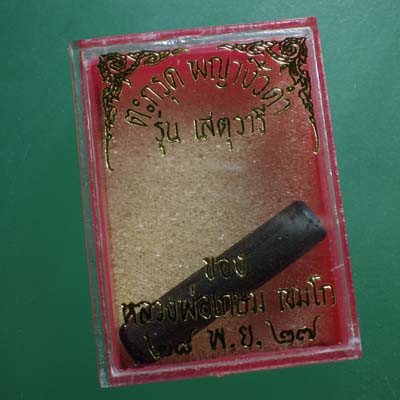 ตะกรุด พญางิ้วดำ
รุ่น เสตุวารี
ของ
หลวงพ่อเกษม เขมโก
๒๘ พ.ย. ๒๗